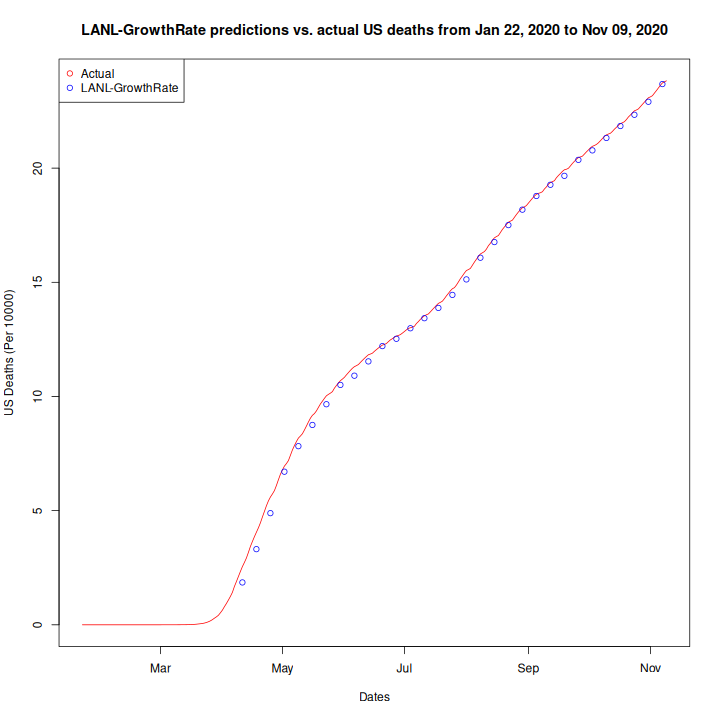 LANL-GrowthRate predictions vs. actual US deaths from Jan 22, 2020 to Nov 09, 2020
Actual
LANL-GrowthRate
20
15
10
5
0
US Deaths (Per 10000)
Mar May Jul Sep Nov
Dates